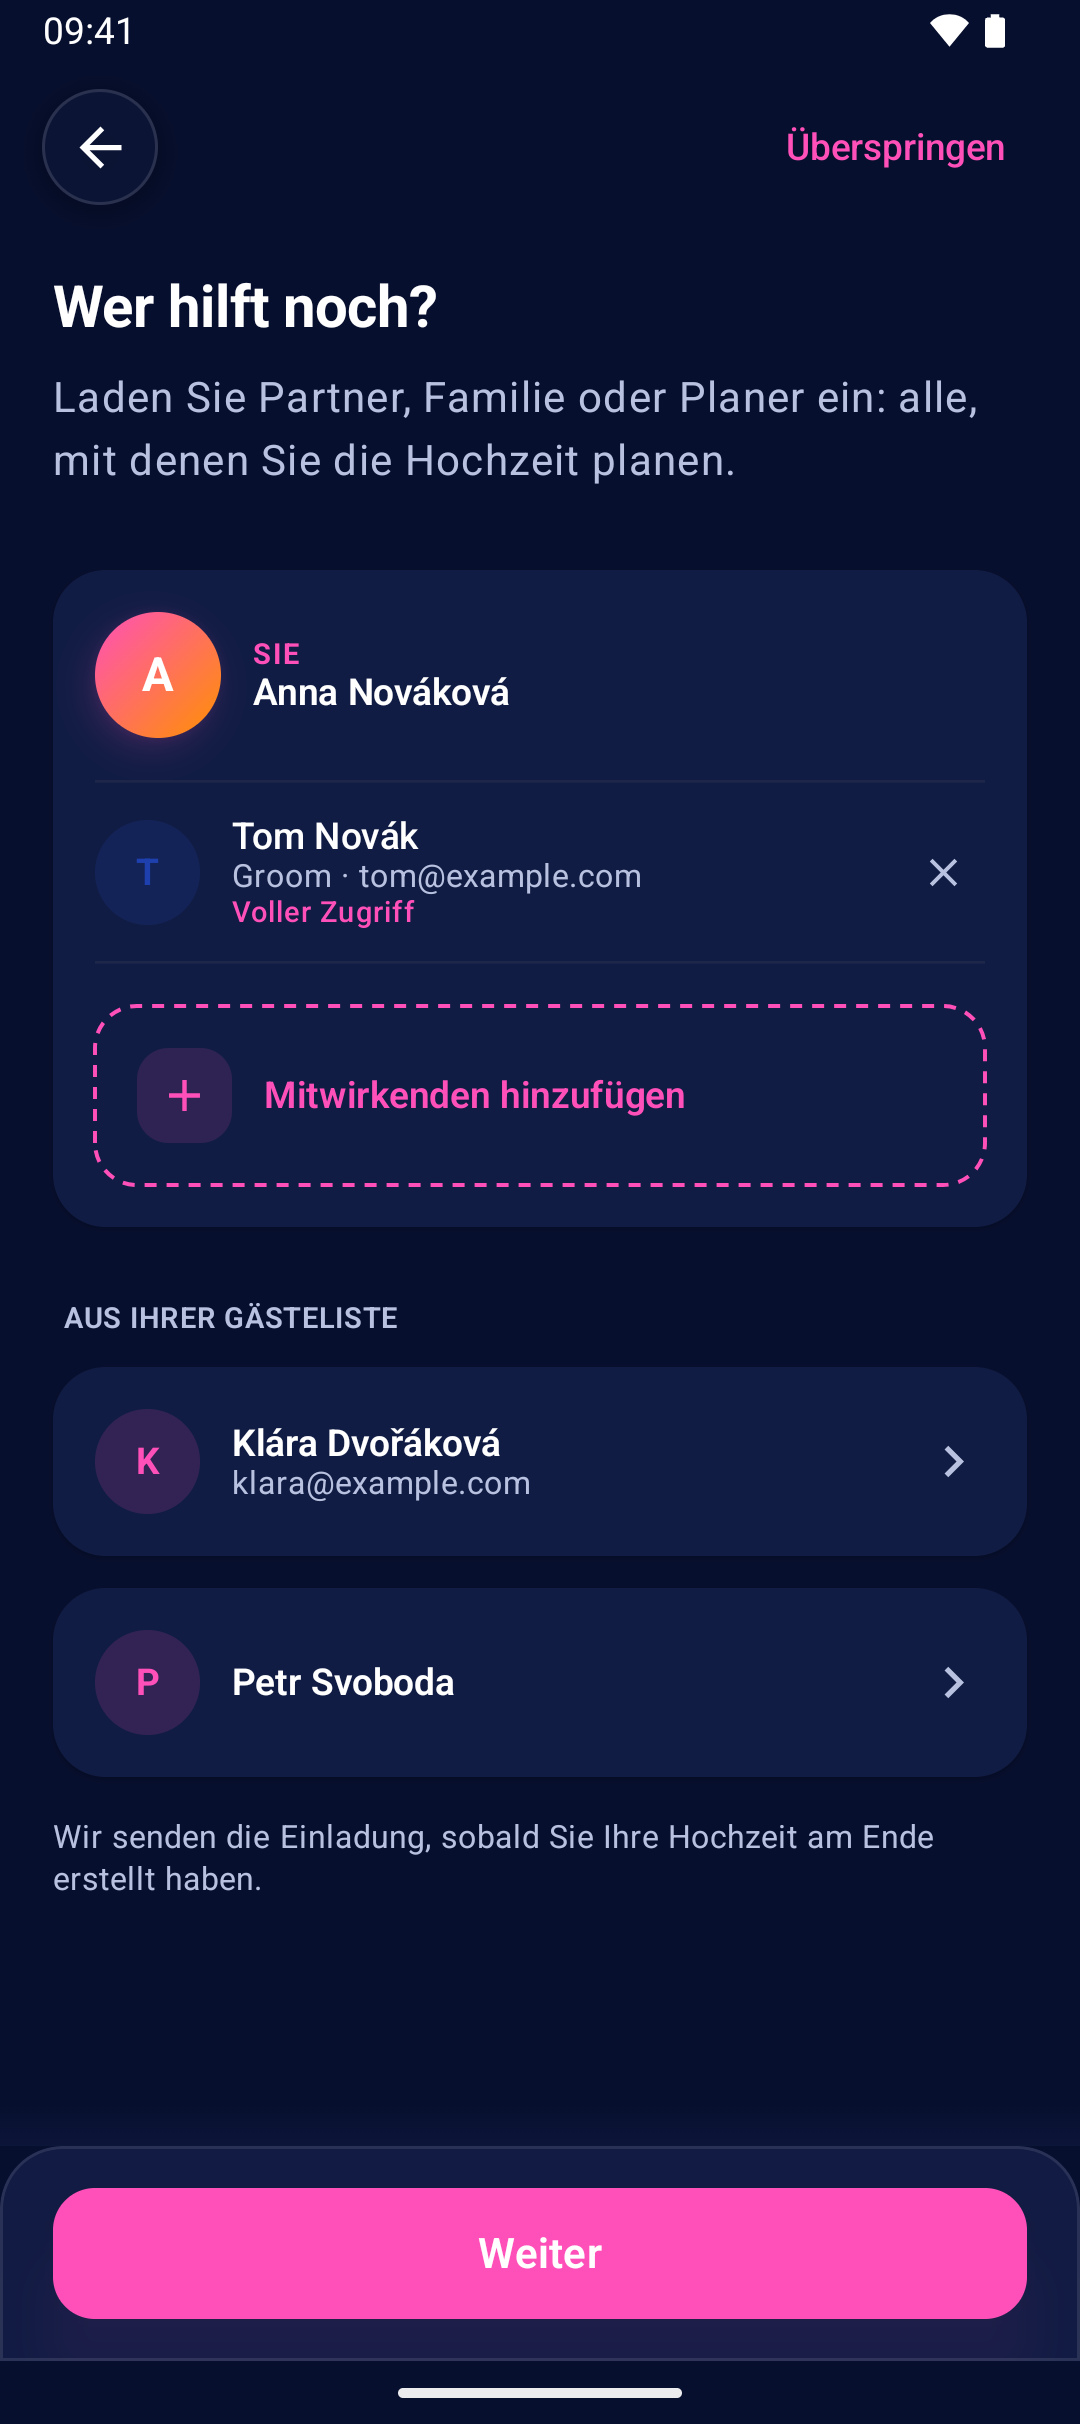 09:41
Überspringen
Wer hilft noch?
Laden Sie Partner, Familie oder Planer ein: alle,
mit denen Sie die Hochzeit planen.
A
SIE
Anna Nováková
T
Tom Novák
Groom · tom@example.com
Voller Zugriff
Mitwirkenden hinzufügen
AUS IHRER GÄSTELISTE
K
Klára Dvořáková
klara@example.com
P
Petr Svoboda
Wir senden die Einladung, sobald Sie Ihre Hochzeit am Ende
erstellt haben.
Weiter